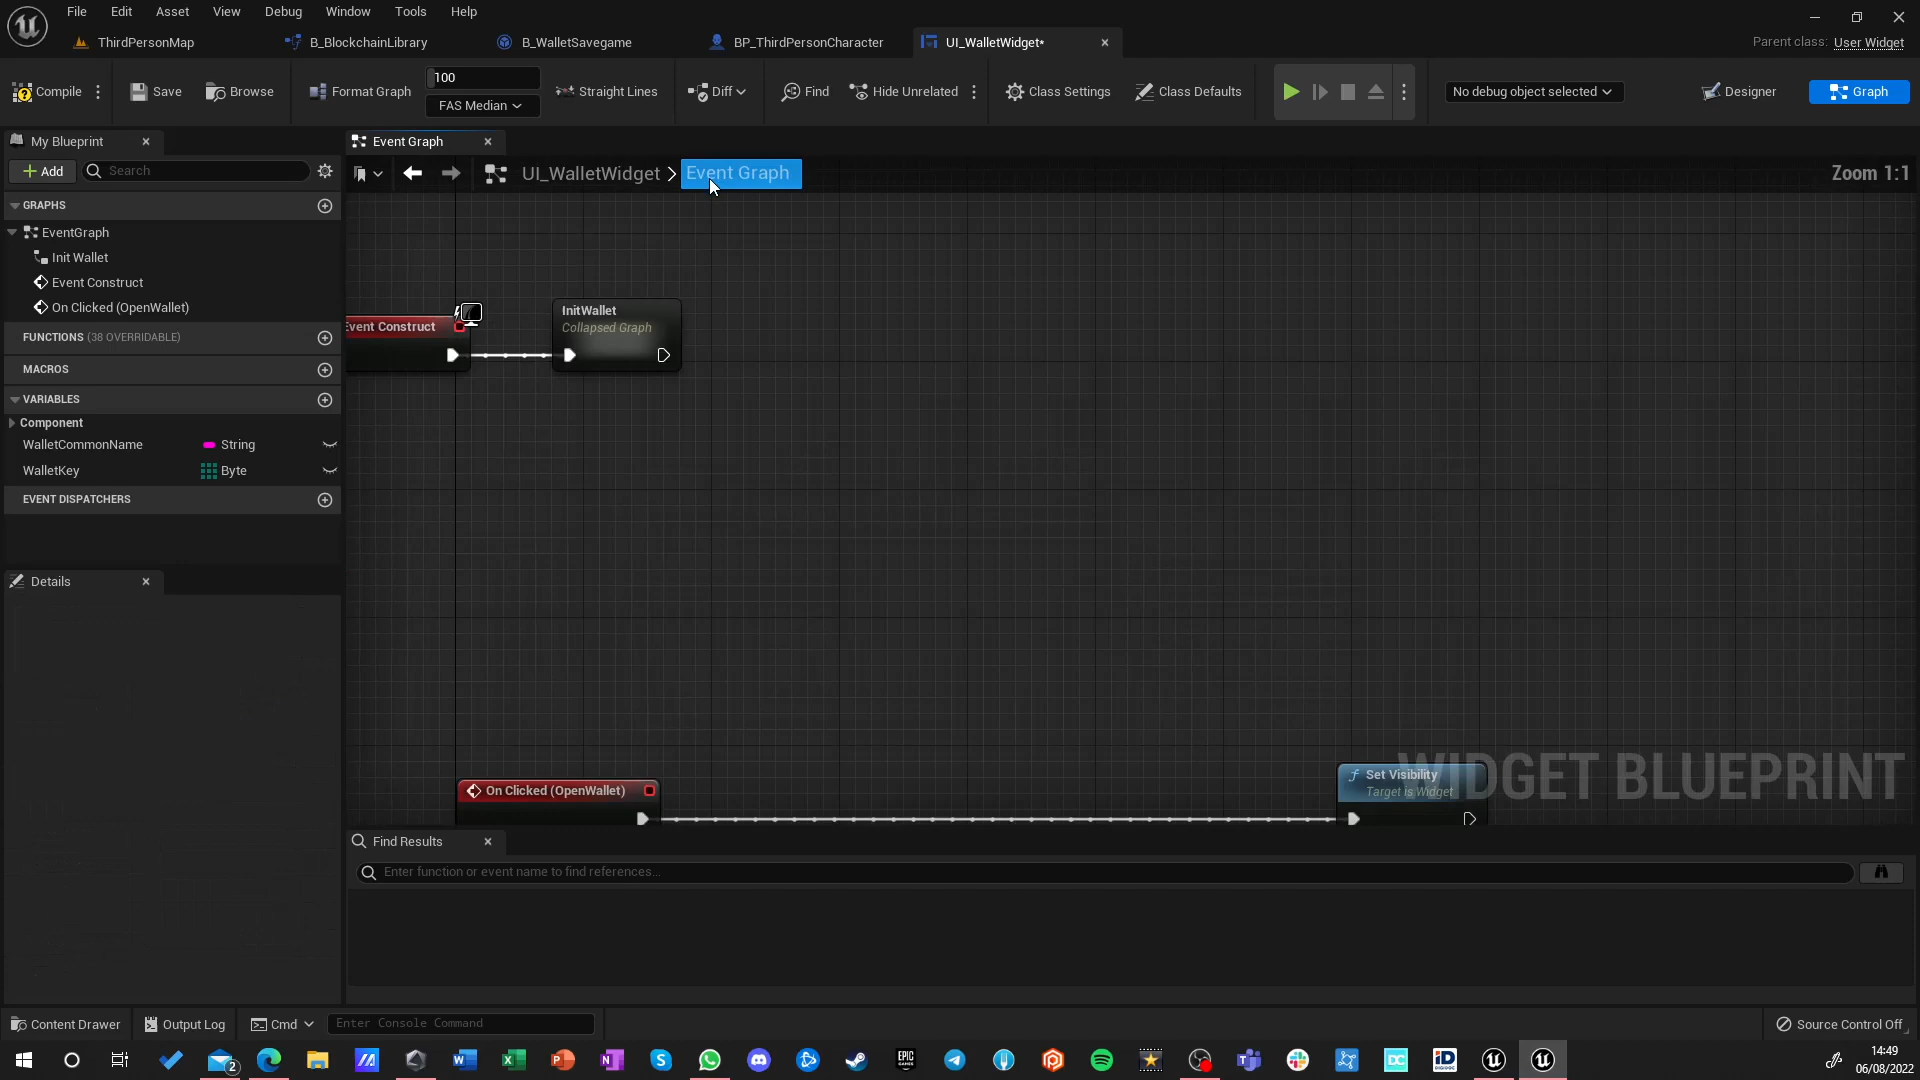 File Edit Asset View Debug Window Tools Help
ThirdPersonMap B_BlockchainLibrary B_WalletSavegame BP_ThirdPersonCharacter UI_WalletWidget* Parent class: User Widget
Compile Save Browse Format Graph 100 FAS Median Straight Lines Diff Find Hide Unrelated Class Settings Class Defaults No debug object selected Designer Graph
My Blueprint Event Graph
Add Search UI_WalletWidget > Event Graph Zoom 1:1
GRAPHS
EventGraph
Init Wallet
Event Construct
On Clicked (OpenWallet)
FUNCTIONS (38 OVERRIDABLE)
MACROS
VARIABLES
Component
WalletCommonName String
WalletKey Byte
EVENT DISPATCHERS
Details
Event Construct
InitWallet
Collapsed Graph
On Clicked (OpenWallet)
Set Visibility
Target is Widget
WIDGET BLUEPRINT
Find Results
Enter function or event name to find references...
Content Drawer Output Log Cmd Enter Console Command Source Control Off
2
EPIC GAMES
DC
iD
14:49
06/08/2022